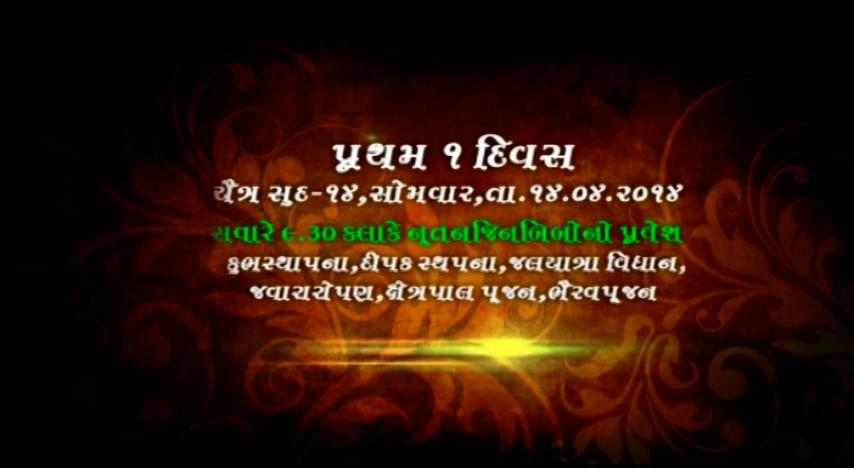 પ્રથમ ૧ દિવસ
ચૈત્ર સુદ-૧૪,સોમવાર,તા.૧૪.૦૪.૨૦૧૪
સવારે ૯.૩૦ કલાકે નૂતનજિનબિબોનો પ્રવેશ
કુભસ્થાપના,દીપક સ્થપના,જલયાત્રા વિધાન,
જવારારોપણ,ક્ષેત્રપાલ પૂજન,ભૈરવપૂજન